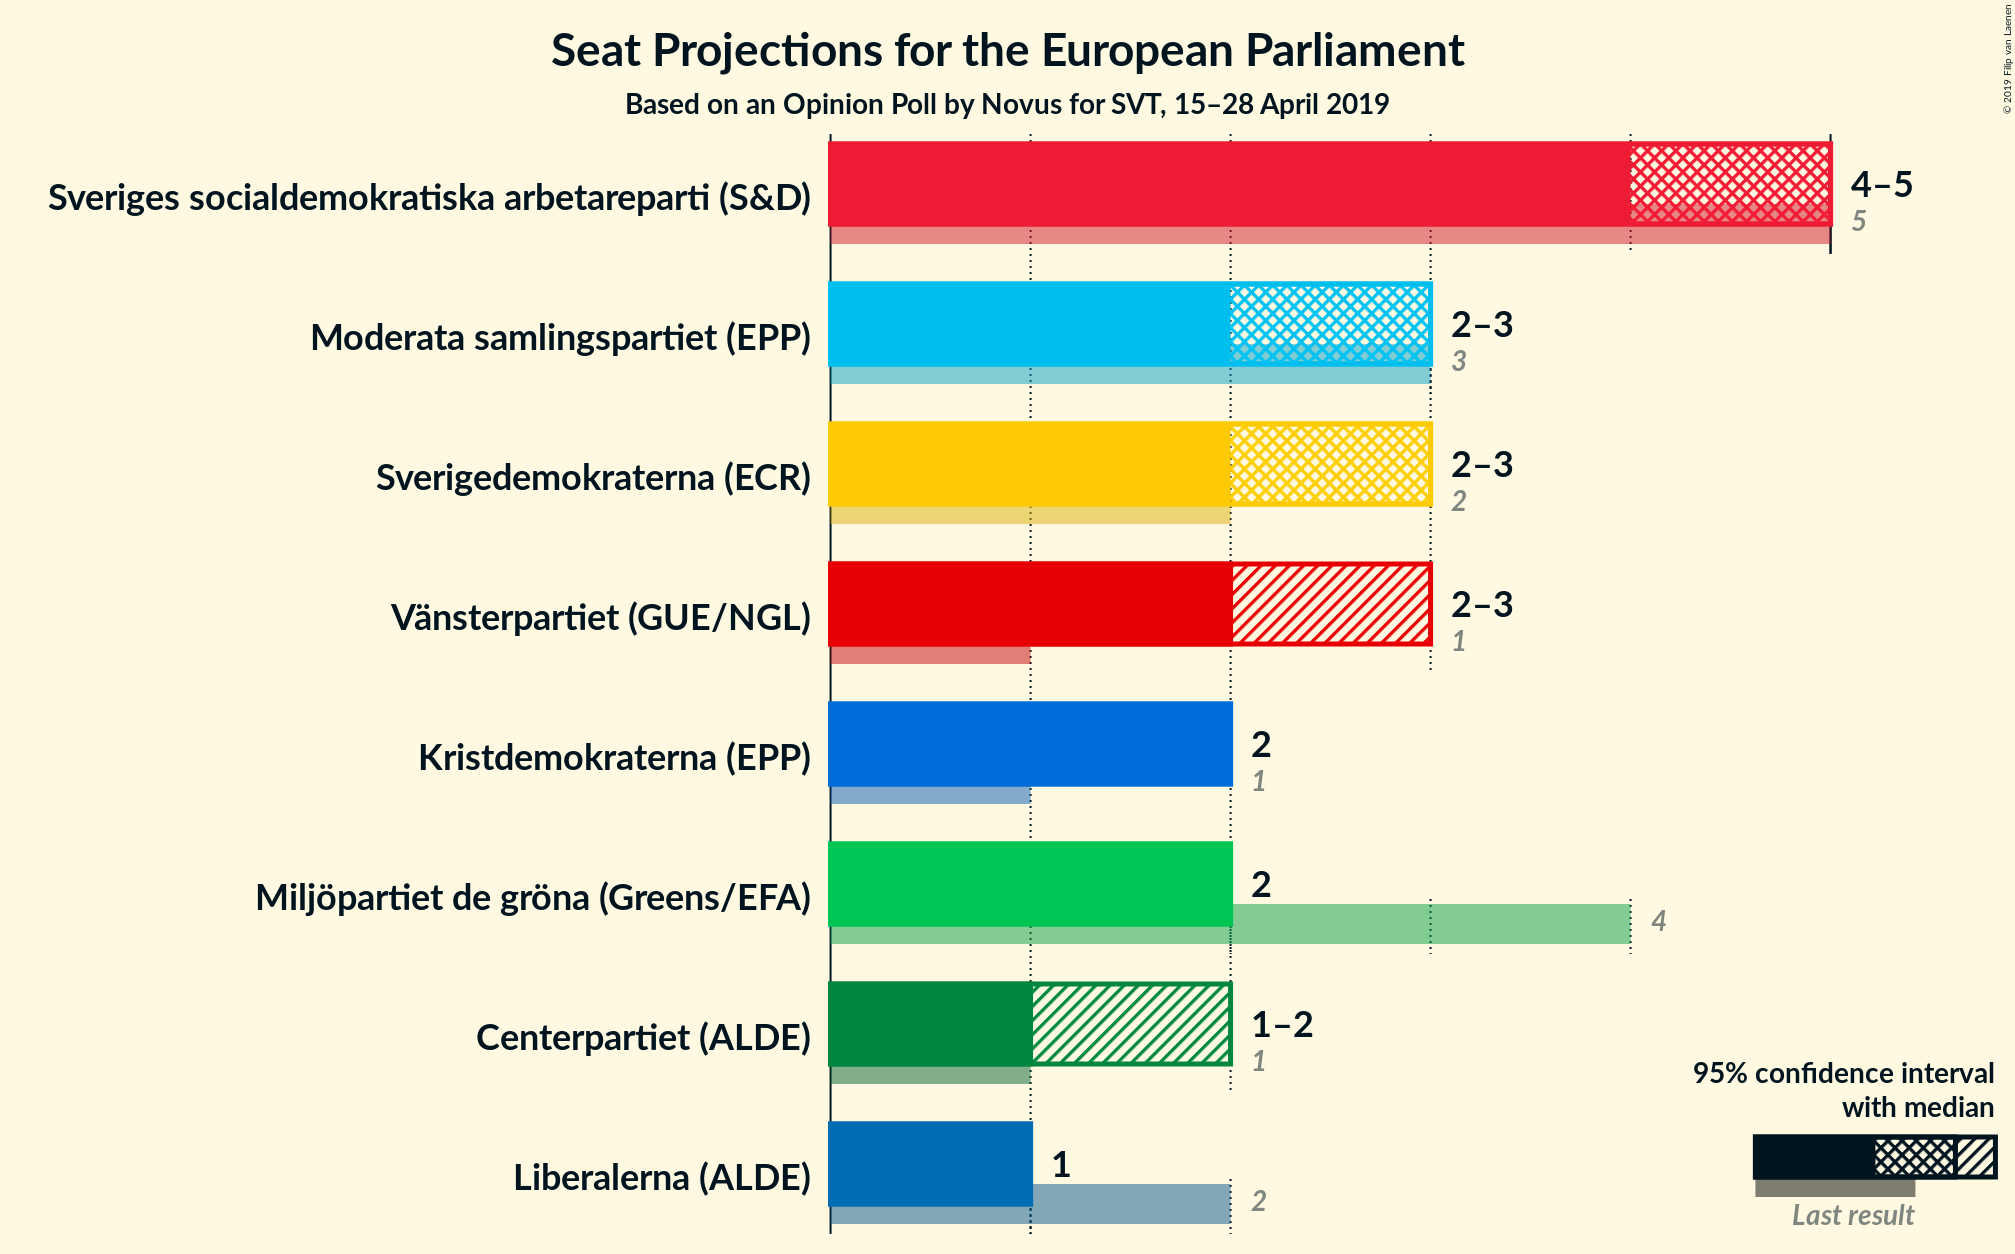 Seat Projections for the European Parliament
Based on an Opinion Poll by Novus for SVT, 15–28 April 2019
© 2019 Filip van Laenen
Sveriges socialdemokratiska arbetareparti (S&D)
4–5
5
Moderata samlingspartiet (EPP)
2–3
3
Sverigedemokraterna (ECR)
2–3
2
Vänsterpartiet (GUE/NGL)
2–3
1
Kristdemokraterna (EPP)
2
1
Miljöpartiet de gröna (Greens/EFA)
2
4
Centerpartiet (ALDE)
1–2
1
Liberalerna (ALDE)
1
2
95% confidence interval
with median
Last result